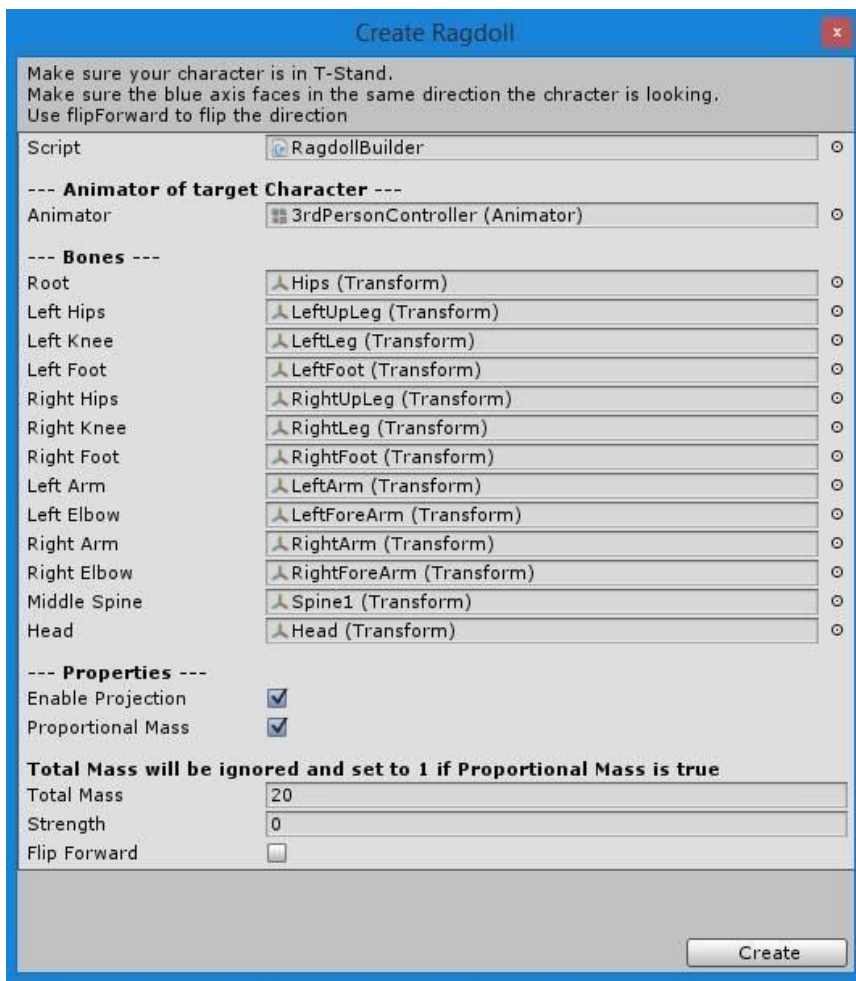 Create Ragdoll
x
Make sure your character is in T-Stand.
Make sure the blue axis faces in the same direction the chracter is looking.
Use flipForward to flip the direction
Script RagdollBuilder
--- Animator of target Character ---
Animator 3rdPersonController (Animator)
--- Bones ---
Root Hips (Transform)
Left Hips LeftUpLeg (Transform)
Left Knee LeftLeg (Transform)
Left Foot LeftFoot (Transform)
Right Hips RightUpLeg (Transform)
Right Knee RightLeg (Transform)
Right Foot RightFoot (Transform)
Left Arm LeftArm (Transform)
Left Elbow LeftForeArm (Transform)
Right Arm RightArm (Transform)
Right Elbow RightForeArm (Transform)
Middle Spine Spine1 (Transform)
Head Head (Transform)
--- Properties ---
Enable Projection
Proportional Mass
Total Mass will be ignored and set to 1 if Proportional Mass is true
Total Mass 20
Strength 0
Flip Forward
Create